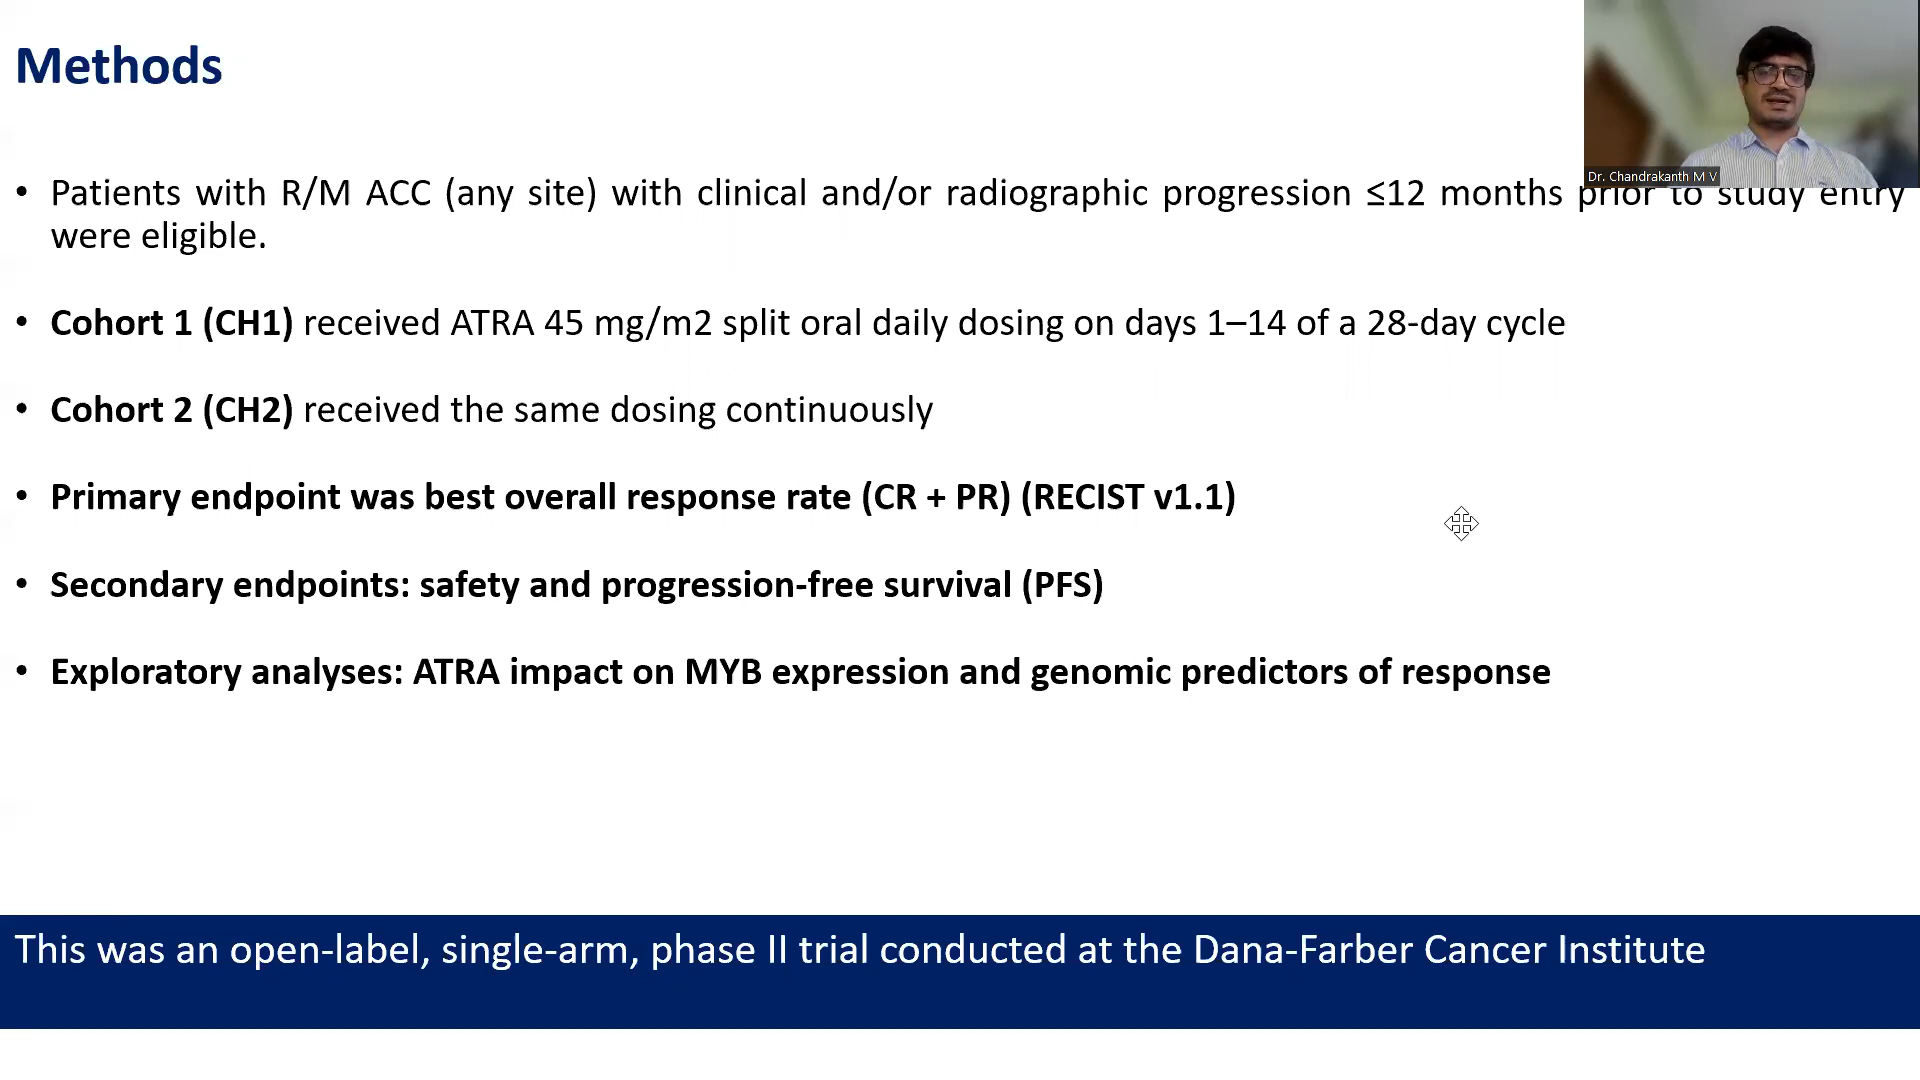 Methods
Dr. Chandrakanth M V
• Patients with R/M ACC (any site) with clinical and/or radiographic progression ≤12 months prior to study entry
were eligible.
• Cohort 1 (CH1) received ATRA 45 mg/m2 split oral daily dosing on days 1–14 of a 28-day cycle
• Cohort 2 (CH2) received the same dosing continuously
• Primary endpoint was best overall response rate (CR + PR) (RECIST v1.1)
• Secondary endpoints: safety and progression-free survival (PFS)
• Exploratory analyses: ATRA impact on MYB expression and genomic predictors of response
This was an open-label, single-arm, phase II trial conducted at the Dana-Farber Cancer Institute